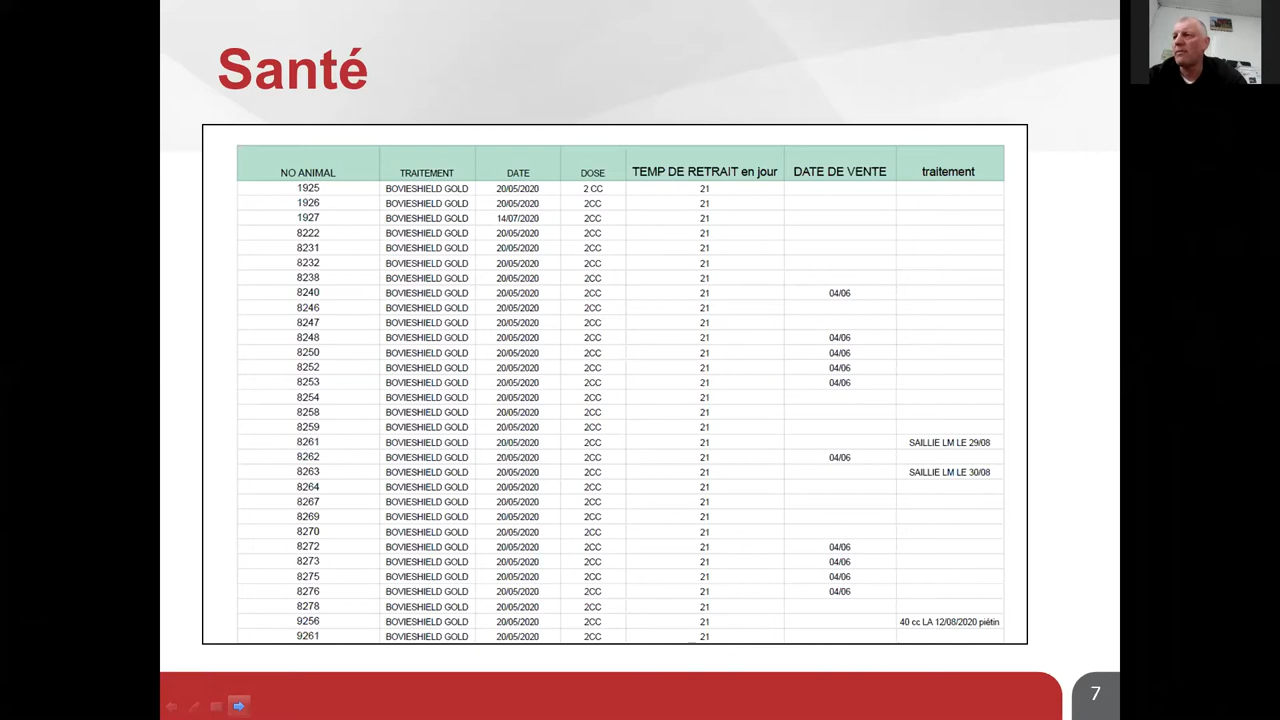 Santé
NO ANIMAL TRAITEMENT DATE DOSE TEMP DE RETRAIT en jour DATE DE VENTE traitement
1925 BOVIESHIELD GOLD 20/05/2020 2 CC 21
1926 BOVIESHIELD GOLD 20/05/2020 2CC 21
1927 BOVIESHIELD GOLD 14/07/2020 2CC 21
8222 BOVIESHIELD GOLD 20/05/2020 2CC 21
8231 BOVIESHIELD GOLD 20/05/2020 2CC 21
8232 BOVIESHIELD GOLD 20/05/2020 2CC 21
8238 BOVIESHIELD GOLD 20/05/2020 2CC 21
8240 BOVIESHIELD GOLD 20/05/2020 2CC 21 04/06
8246 BOVIESHIELD GOLD 20/05/2020 2CC 21
8247 BOVIESHIELD GOLD 20/05/2020 2CC 21
8248 BOVIESHIELD GOLD 20/05/2020 2CC 21 04/06
8250 BOVIESHIELD GOLD 20/05/2020 2CC 21 04/06
8252 BOVIESHIELD GOLD 20/05/2020 2CC 21 04/06
8253 BOVIESHIELD GOLD 20/05/2020 2CC 21 04/06
8254 BOVIESHIELD GOLD 20/05/2020 2CC 21
8258 BOVIESHIELD GOLD 20/05/2020 2CC 21
8259 BOVIESHIELD GOLD 20/05/2020 2CC 21
8261 BOVIESHIELD GOLD 20/05/2020 2CC 21 SAILLIE LM LE 29/08
8262 BOVIESHIELD GOLD 20/05/2020 2CC 21 04/06
8263 BOVIESHIELD GOLD 20/05/2020 2CC 21 SAILLIE LM LE 30/08
8264 BOVIESHIELD GOLD 20/05/2020 2CC 21
8267 BOVIESHIELD GOLD 20/05/2020 2CC 21
8269 BOVIESHIELD GOLD 20/05/2020 2CC 21
8270 BOVIESHIELD GOLD 20/05/2020 2CC 21
8272 BOVIESHIELD GOLD 20/05/2020 2CC 21 04/06
8273 BOVIESHIELD GOLD 20/05/2020 2CC 21 04/06
8275 BOVIESHIELD GOLD 20/05/2020 2CC 21 04/06
8276 BOVIESHIELD GOLD 20/05/2020 2CC 21 04/06
8278 BOVIESHIELD GOLD 20/05/2020 2CC 21
9256 BOVIESHIELD GOLD 20/05/2020 2CC 21 40 cc LA 12/08/2020 piétin
9261 BOVIESHIELD GOLD 20/05/2020 2CC 21
7